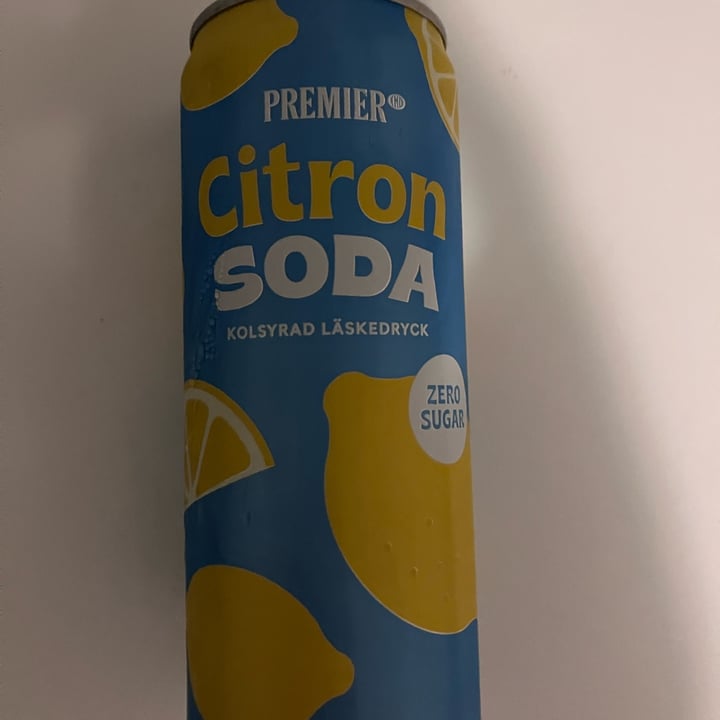 PREMIER
Citron
SODA
KOLSYRAD LÄSKEDRYCK
ZERO
SUGAR